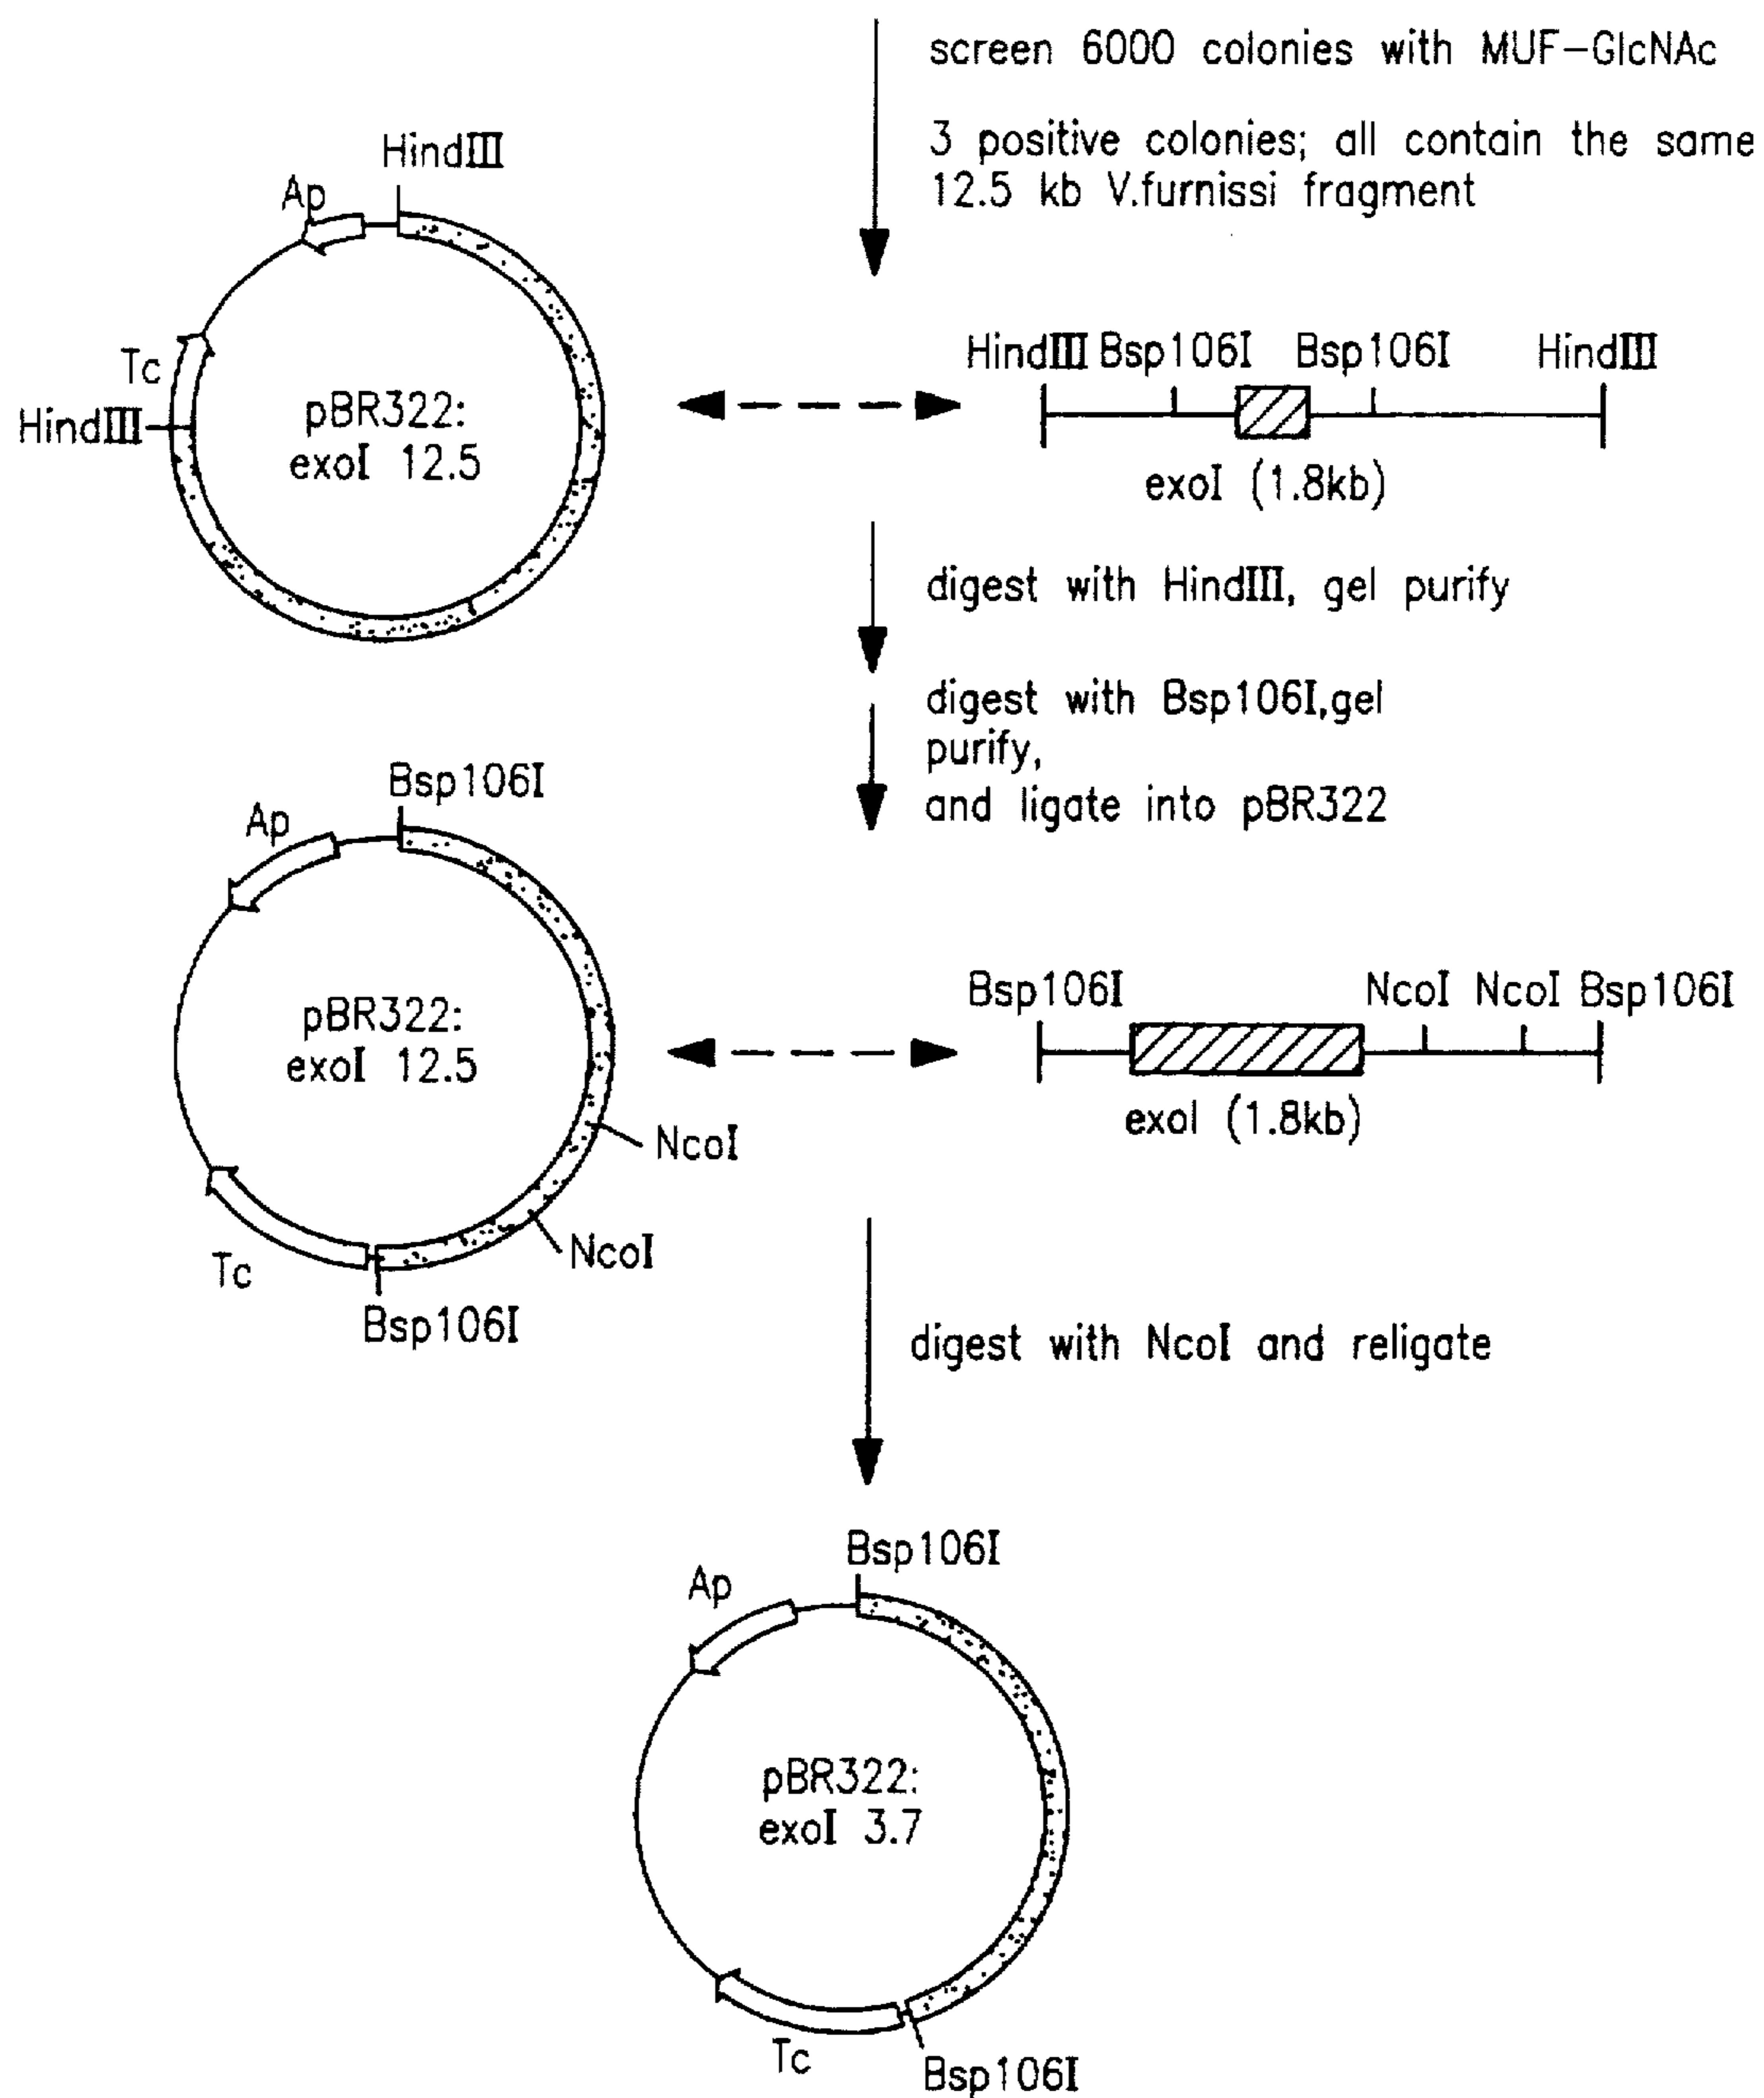 screen 6000 colonies with MUF-GlcNAc
3 positive colonies; all contain the same
12.5 kb V.furnissi fragment
HindIII
Ap
Tc
HindIII
pBR322:
exoI 12.5
HindIII Bsp106I Bsp106I HindIII
exoI (1.8kb)
digest with HindIII, gel purify
digest with Bsp106I,gel
purify,
and ligate into pBR322
Bsp106I
Ap
pBR322:
exoI 12.5
NcoI
NcoI
Tc
Bsp106I
Bsp106I NcoI NcoI Bsp106I
exoI (1.8kb)
digest with NcoI and religate
Bsp106I
Ap
pBR322:
exoI 3.7
Tc
Bsp106I